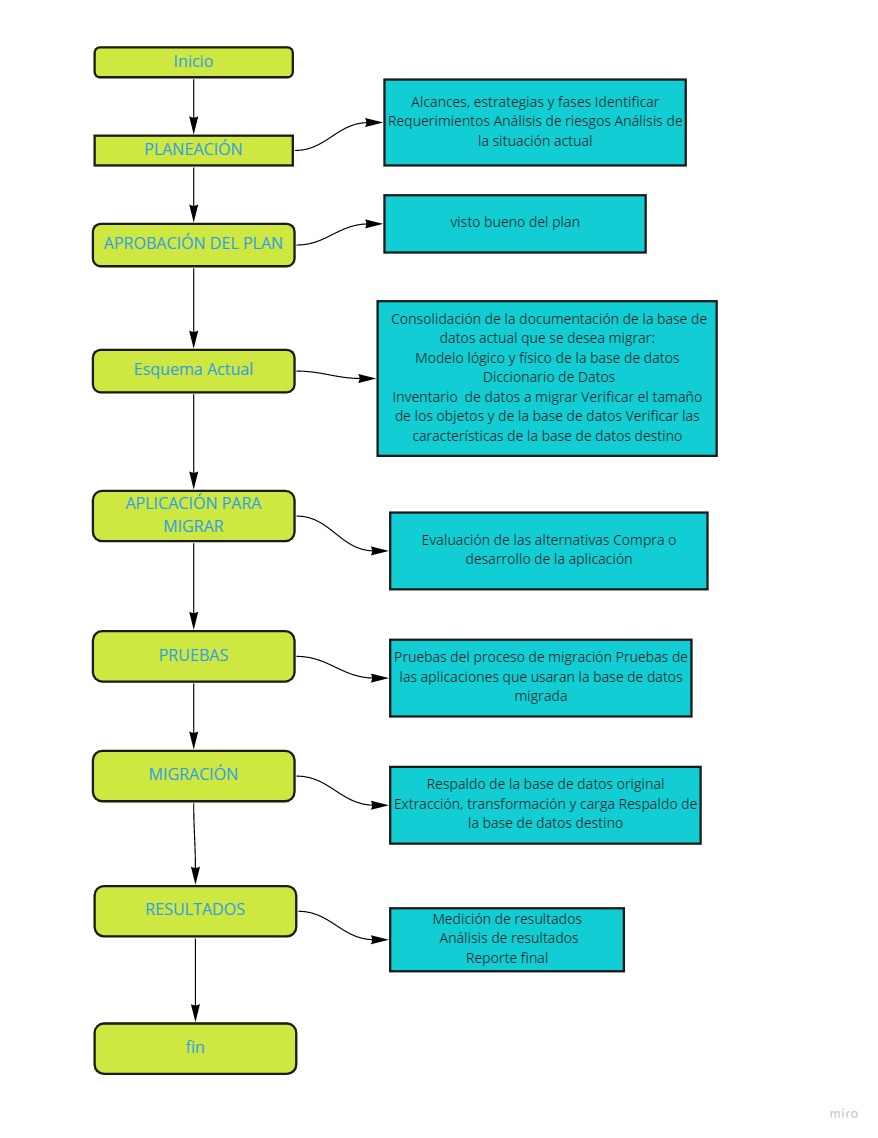 Inicio
Alcances, estrategias y fases Identificar
Requerimientos Análisis de riesgos Análisis de
la situación actual
PLANEACIÓN
visto bueno del plan
APROBACIÓN DEL PLAN
Consolidación de la documentación de la base de
datos actual que se desea migrar:
Modelo lógico y físico de la base de datos
Diccionario de Datos
Inventario  de datos a migrar Verificar el tamaño
de los objetos y de la base de datos Verificar las
características de la base de datos destino
Esquema Actual
APLICACIÓN PARA
MIGRAR
Evaluación de las alternativas Compra o
desarrollo de la aplicación
PRUEBAS
Pruebas del proceso de migración Pruebas de
las aplicaciones que usaran la base de datos
migrada
MIGRACIÓN
Respaldo de la base de datos original
Extracción, transformación y carga Respaldo de
la base de datos destino
RESULTADOS
Medición de resultados
Análisis de resultados
Reporte final
fin
miro